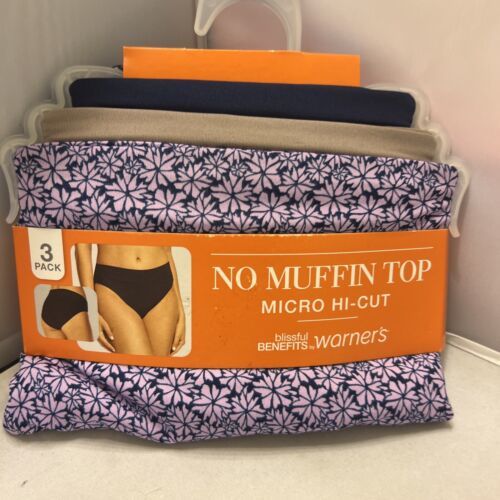 3
PACK
NO MUFFIN TOP
MICRO HI-CUT
blissful
BENEFITS by warner's